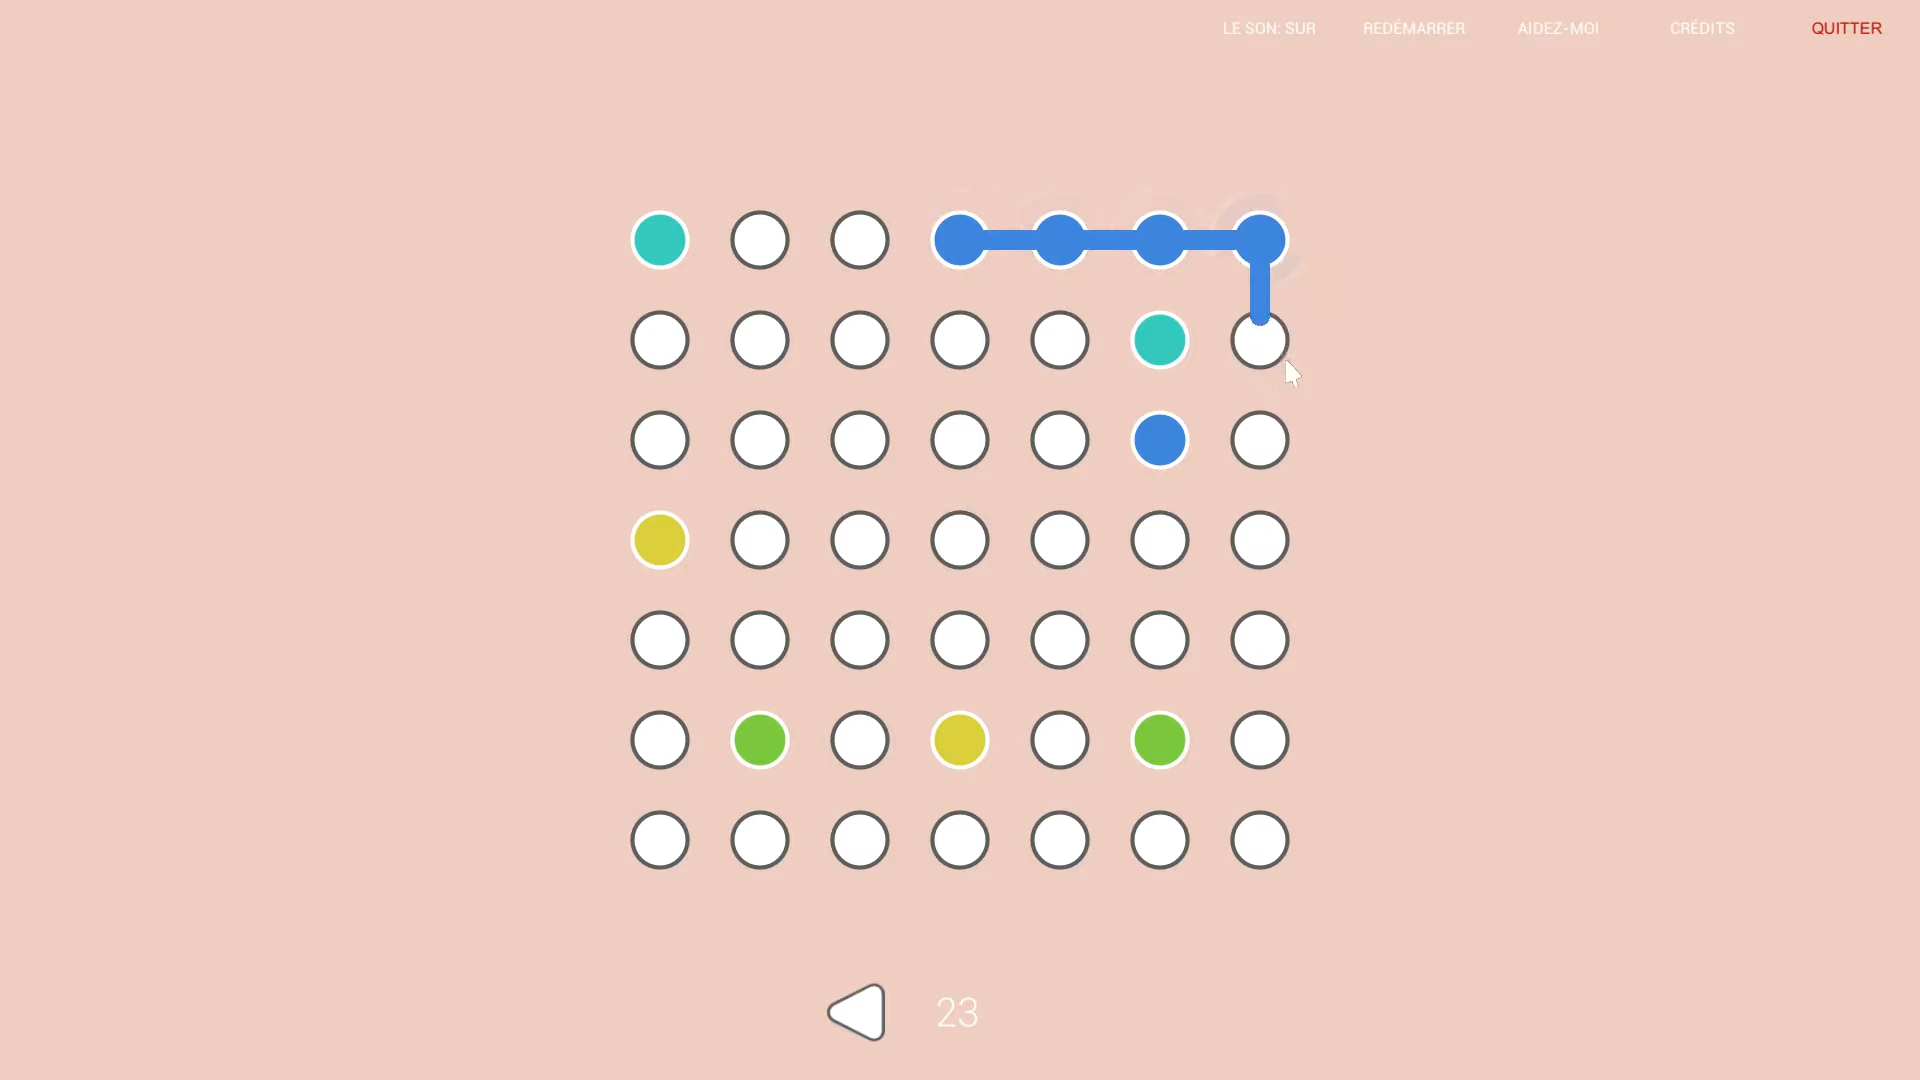 LE SON: SUR
REDÉMARRER
AIDEZ-MOI
CRÉDITS
QUITTER
23